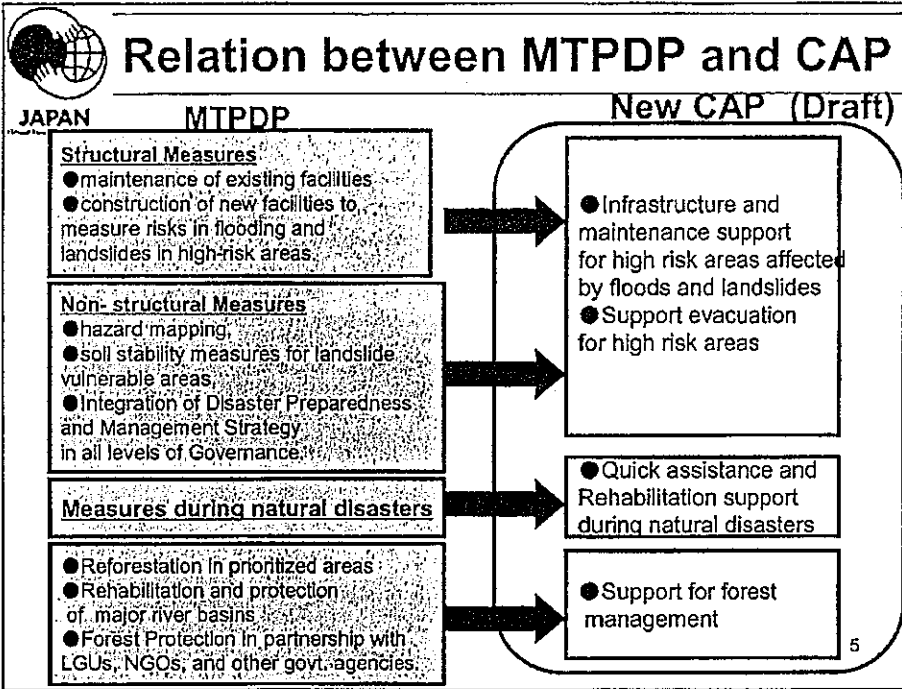 Relation between MTPDP and CAP
JAPAN
MTPDP
New CAP (Draft)
Structural Measures
●maintenance of existing facilities
●construction of new facilities to
measure risks in flooding and
landslides in high-risk areas.
Non- structural Measures
●hazard mapping,
●soil stability measures for landslide
vulnerable areas,
●Integration of Disaster Preparedness
and Management Strategy
in all levels of Governance.
Measures during natural disasters
●Reforestation in prioritized areas
●Rehabilitation and protection
of major river basins
●Forest Protection in partnership with
LGUs, NGOs, and other govt. agencies.
●Infrastructure and
maintenance support
for high risk areas affected
by floods and landslides
●Support evacuation
for high risk areas
●Quick assistance and
Rehabilitation support
during natural disasters
●Support for forest
management
5